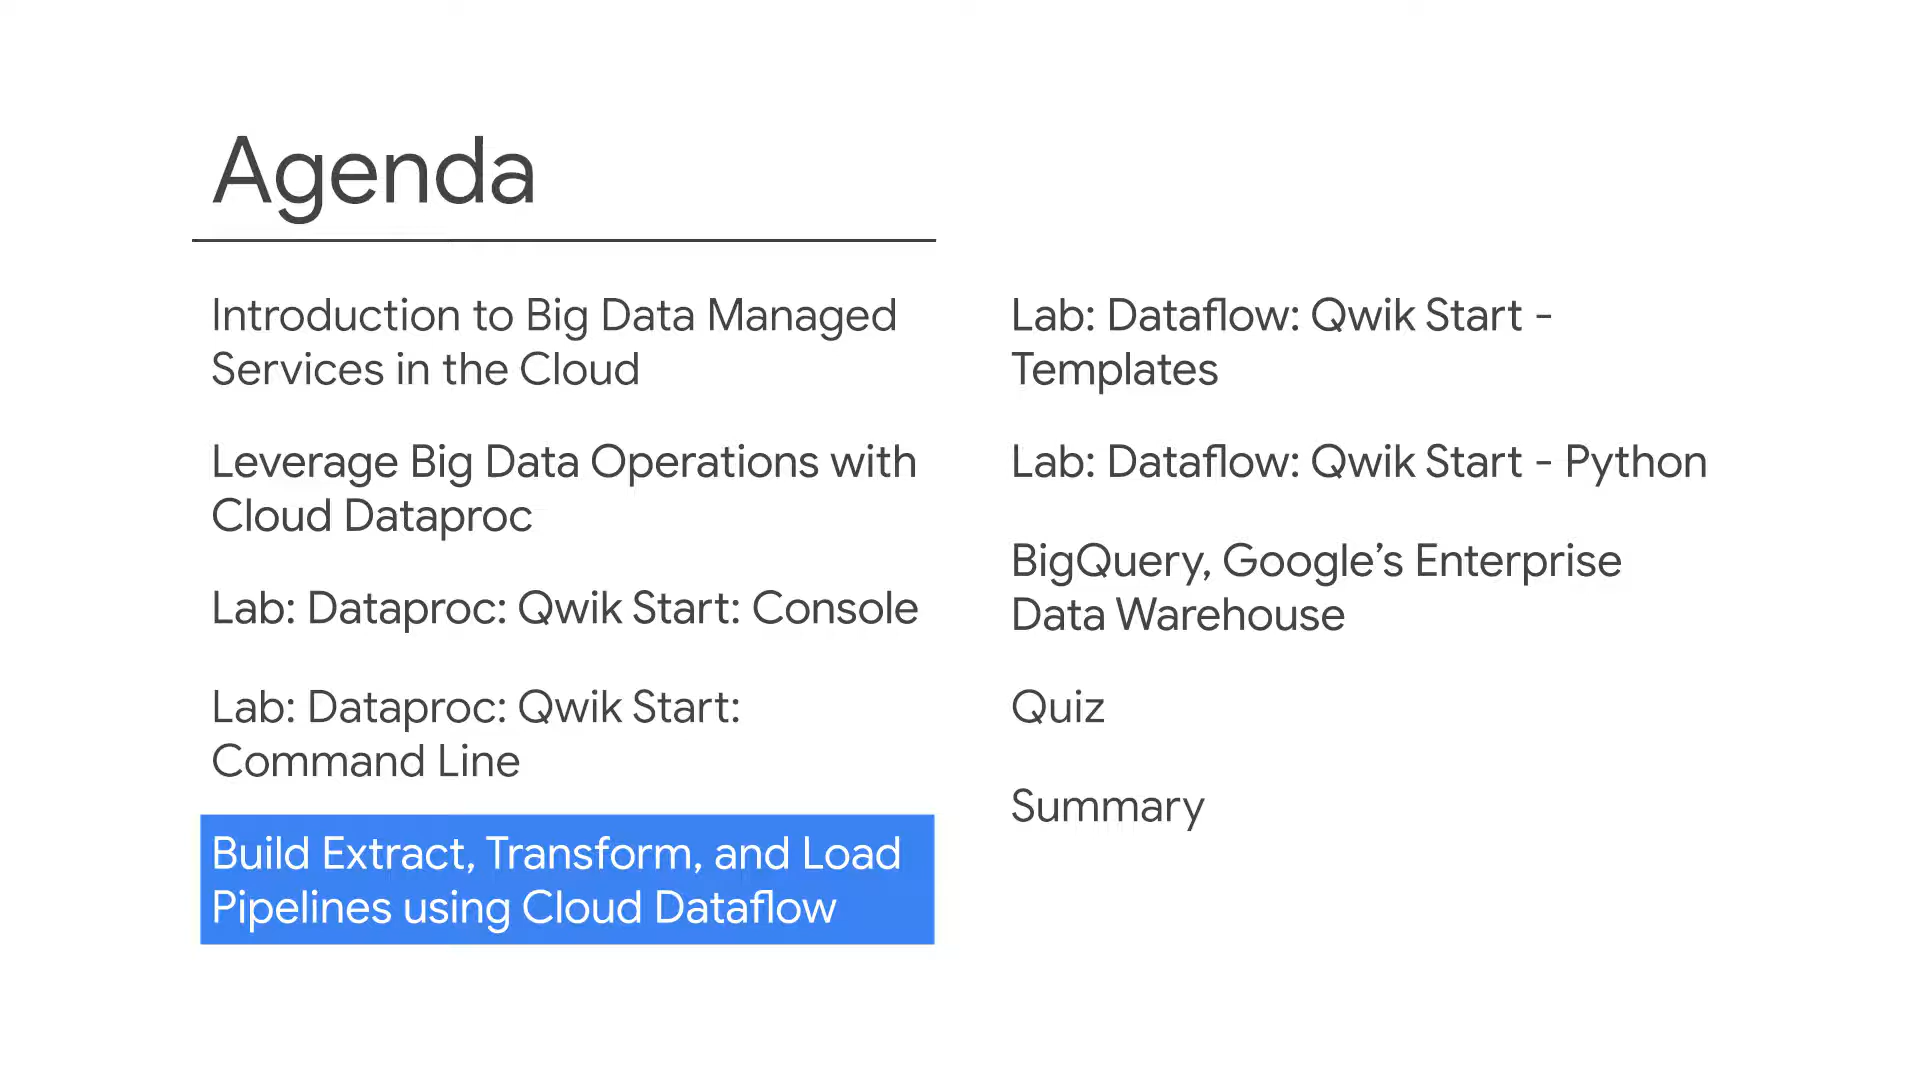 Agenda
Introduction to Big Data Managed
Services in the Cloud
Leverage Big Data Operations with
Cloud Dataproc
Lab: Dataproc: Qwik Start: Console
Lab: Dataproc: Qwik Start:
Command Line
Build Extract, Transform, and Load
Pipelines using Cloud Dataflow
Lab: Dataflow: Qwik Start -
Templates
Lab: Dataflow: Qwik Start - Python
BigQuery, Google’s Enterprise
Data Warehouse
Quiz
Summary